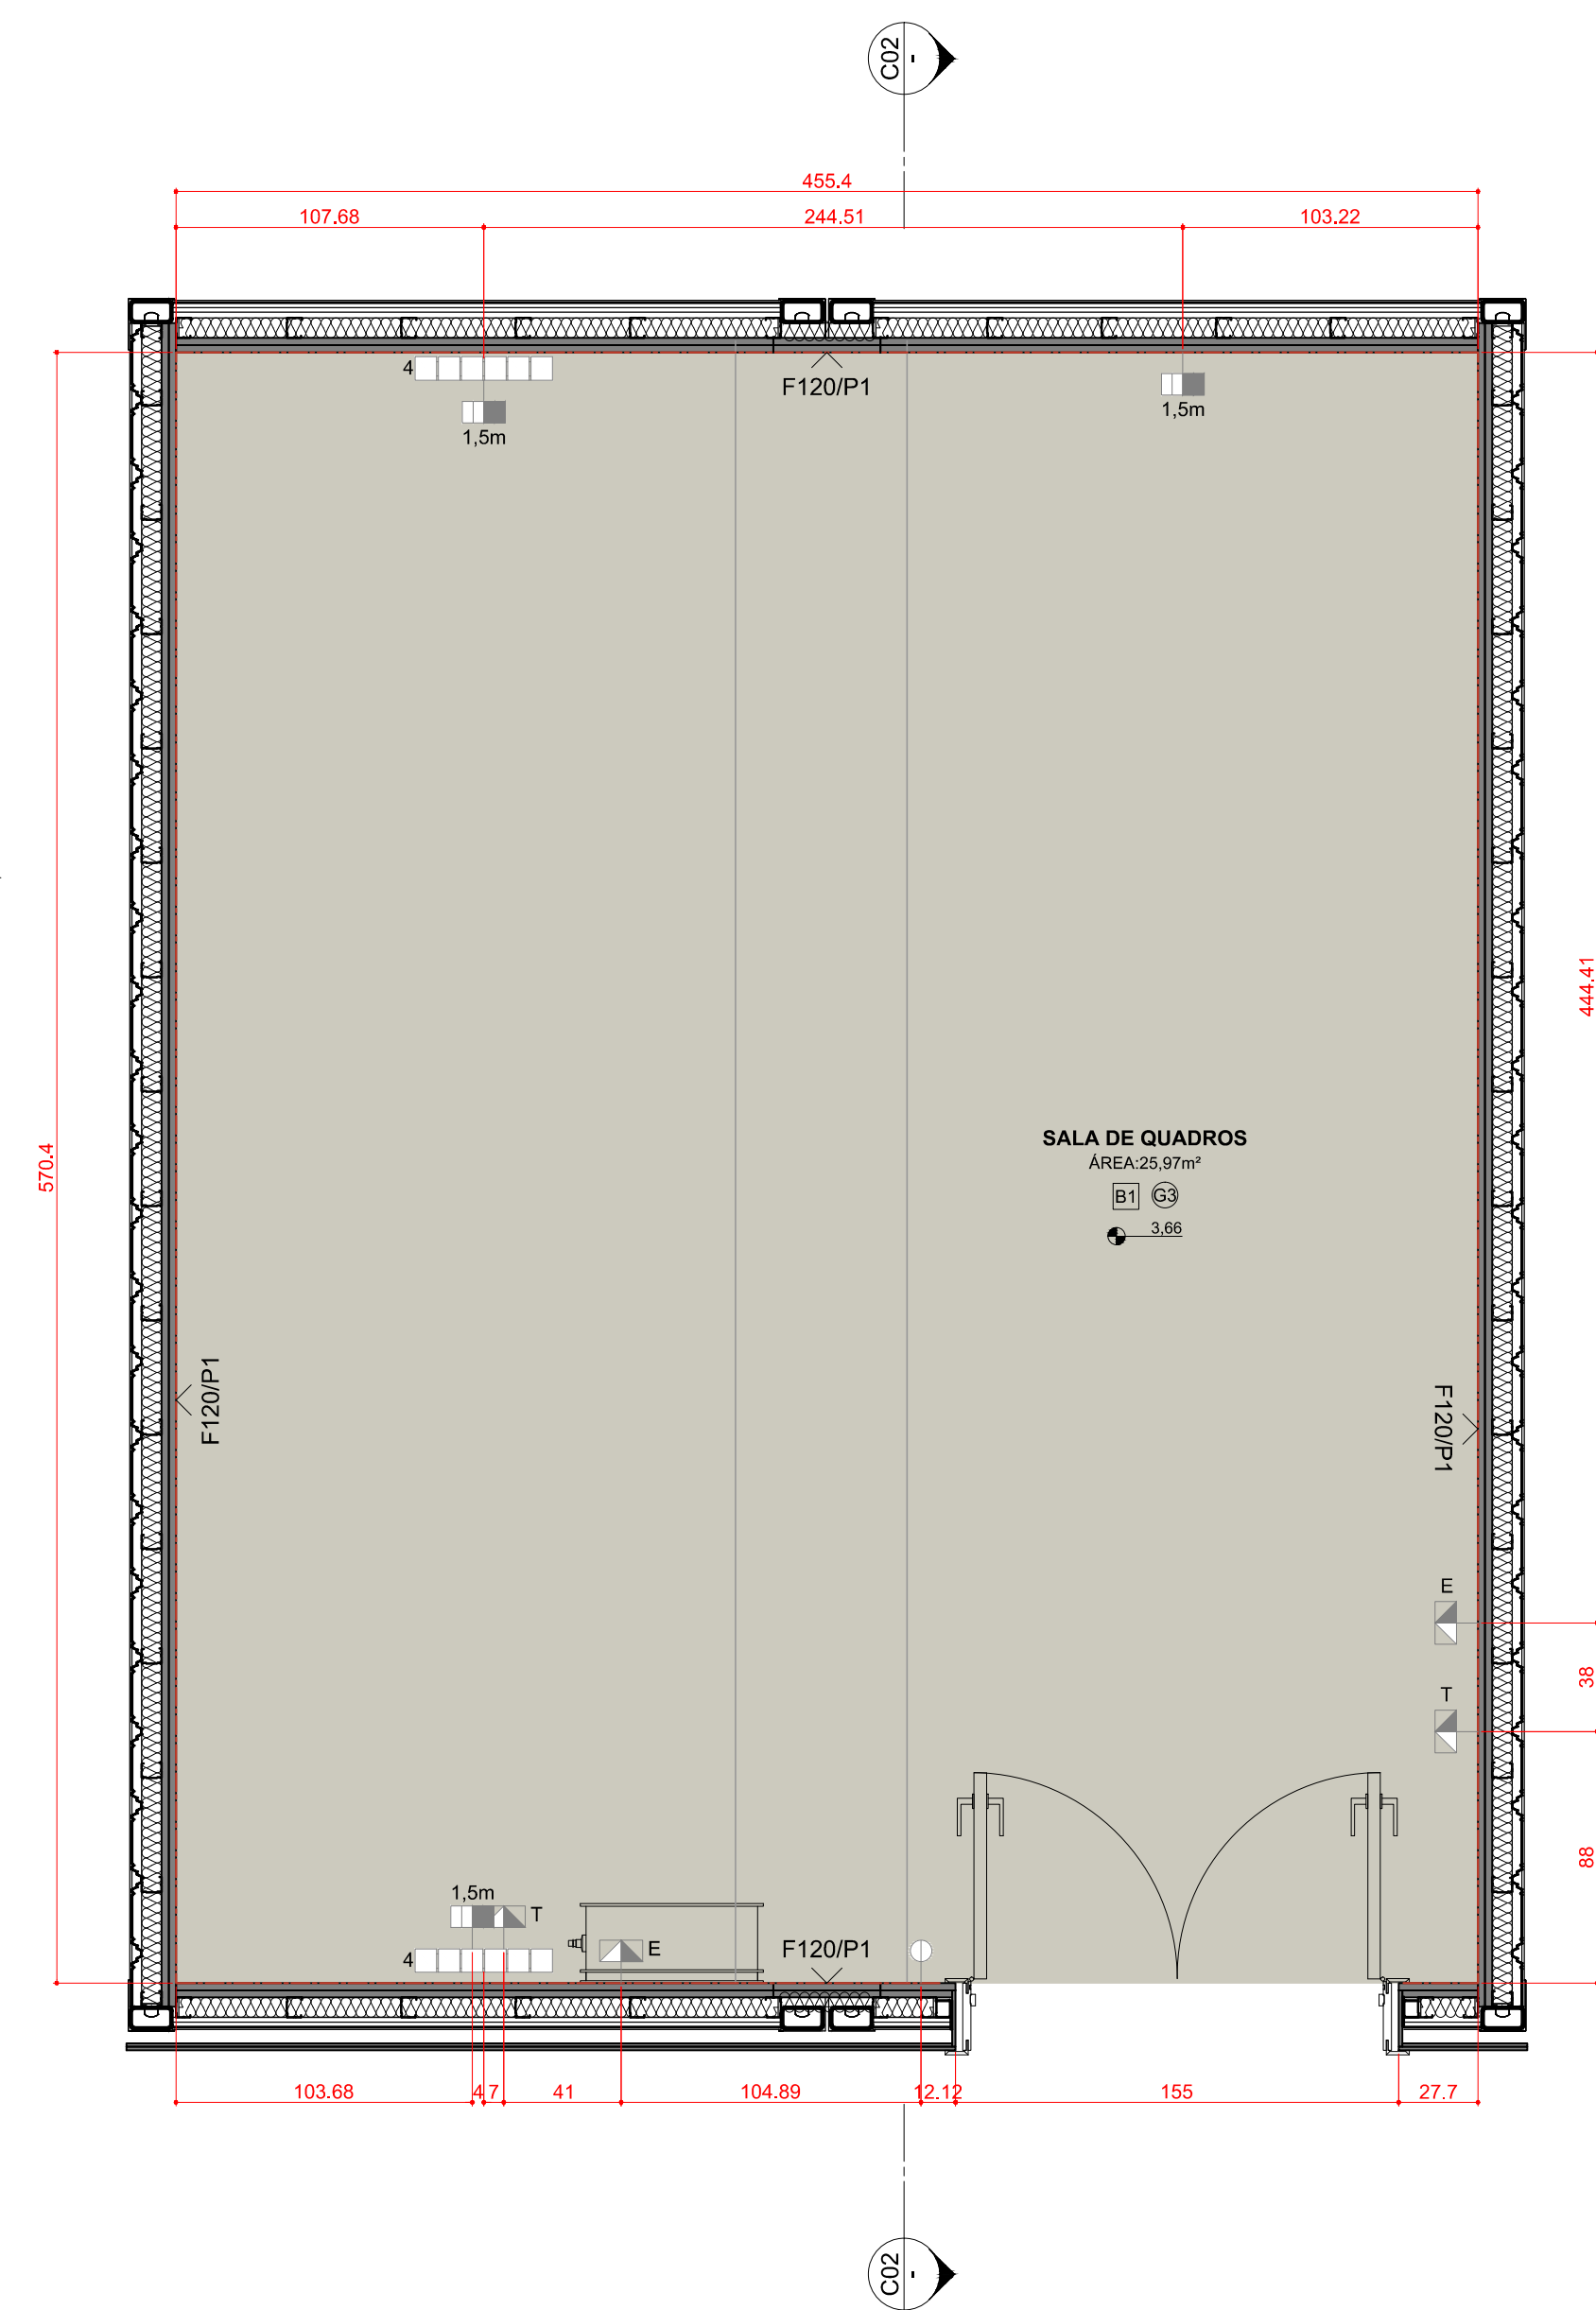 C02
-
455.4
107.68
244.51
103.22
4
F120/P1
1,5m
1,5m
444.41
570.4
SALA DE QUADROS
ÁREA:25,97m²
B1
G3
3,66
F120/P1
F120/P1
E
38
T
88
1,5m
T
4
E
F120/P1
103.68
4
7
41
104.89
12.12
155
27.7
C02
-